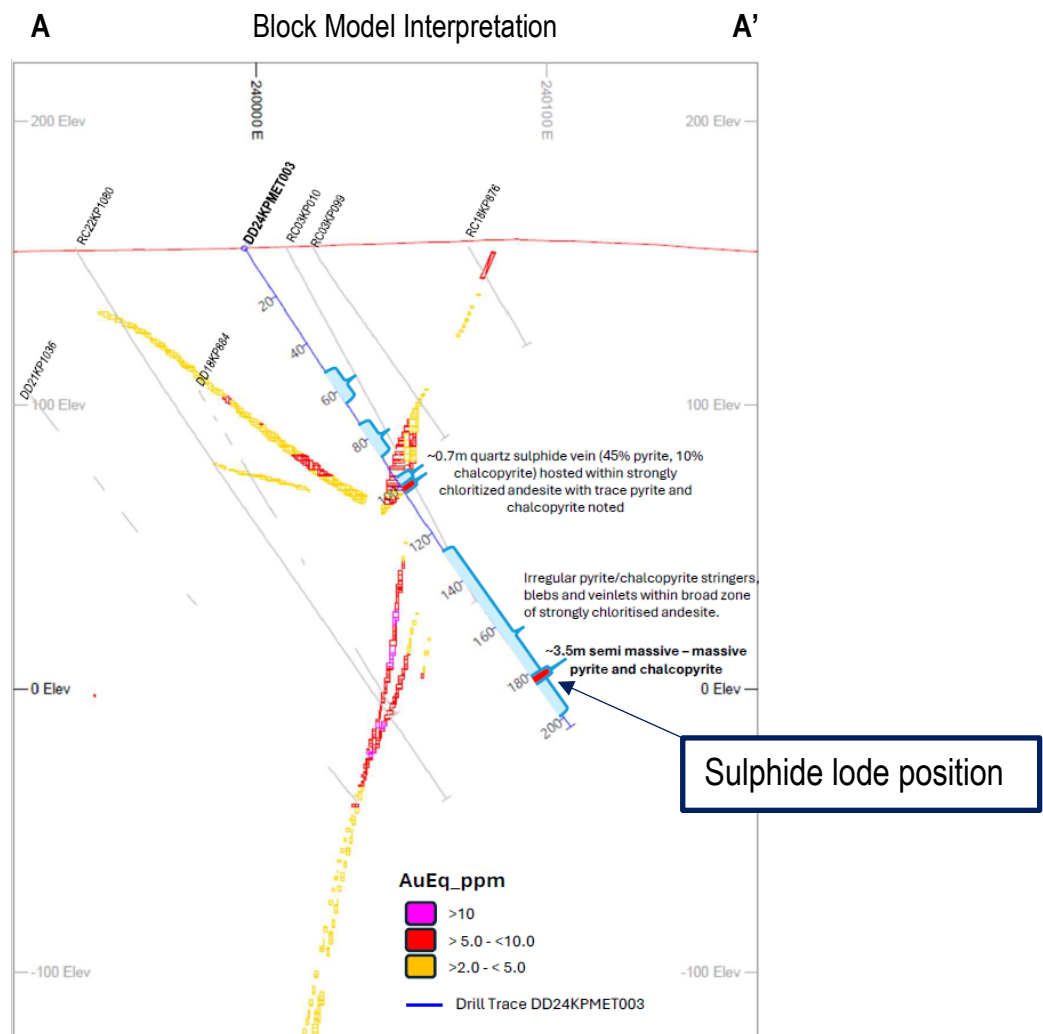 A Block Model Interpretation A’
240000 E 240100 E
200 Elev 200 Elev
RC22KP1080
DD24KPMET003
RC03KP010
RC03KP099
RC18KP876
20
40
DD21KP1036
DD18KP884
60
100 Elev 100 Elev
80
~0.7m quartz sulphide vein (45% pyrite, 10%
chalcopyrite) hosted within strongly
chloritized andesite with trace pyrite and
chalcopyrite noted
100
120
140
Irregular pyrite/chalcopyrite stringers,
blebs and veinlets within broad zone
of strongly chloritised andesite.
160
~3.5m semi massive – massive
pyrite and chalcopyrite
180
0 Elev 0 Elev
200
Sulphide lode position
AuEq_ppm
>10
> 5.0 - <10.0
>2.0 - < 5.0
Drill Trace DD24KPMET003
-100 Elev -100 Elev